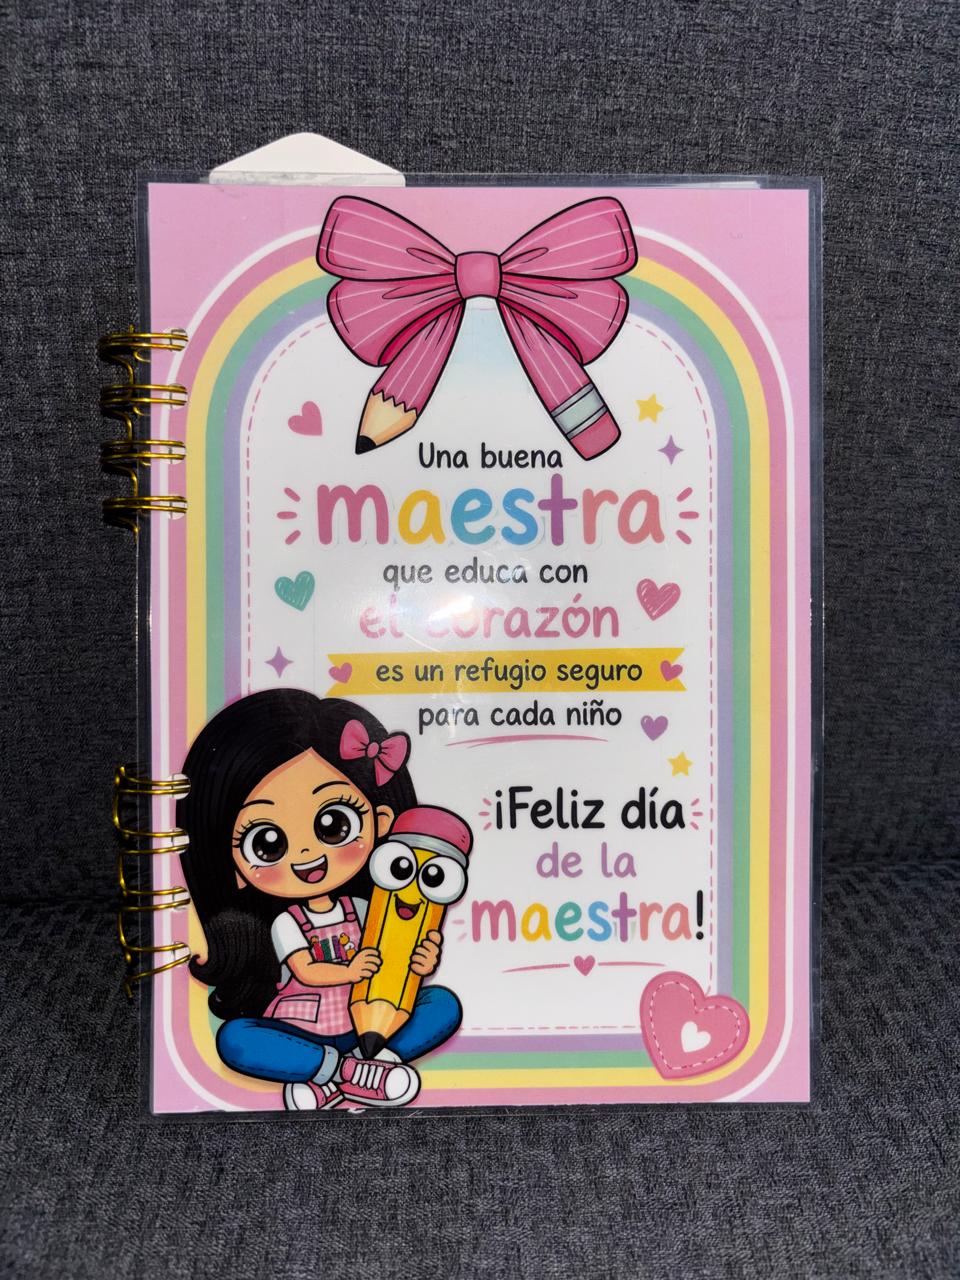 Una buena
maestra
que educa con
el corazón
es un refugio seguro
para cada niño
¡Feliz día
de la
maestra!